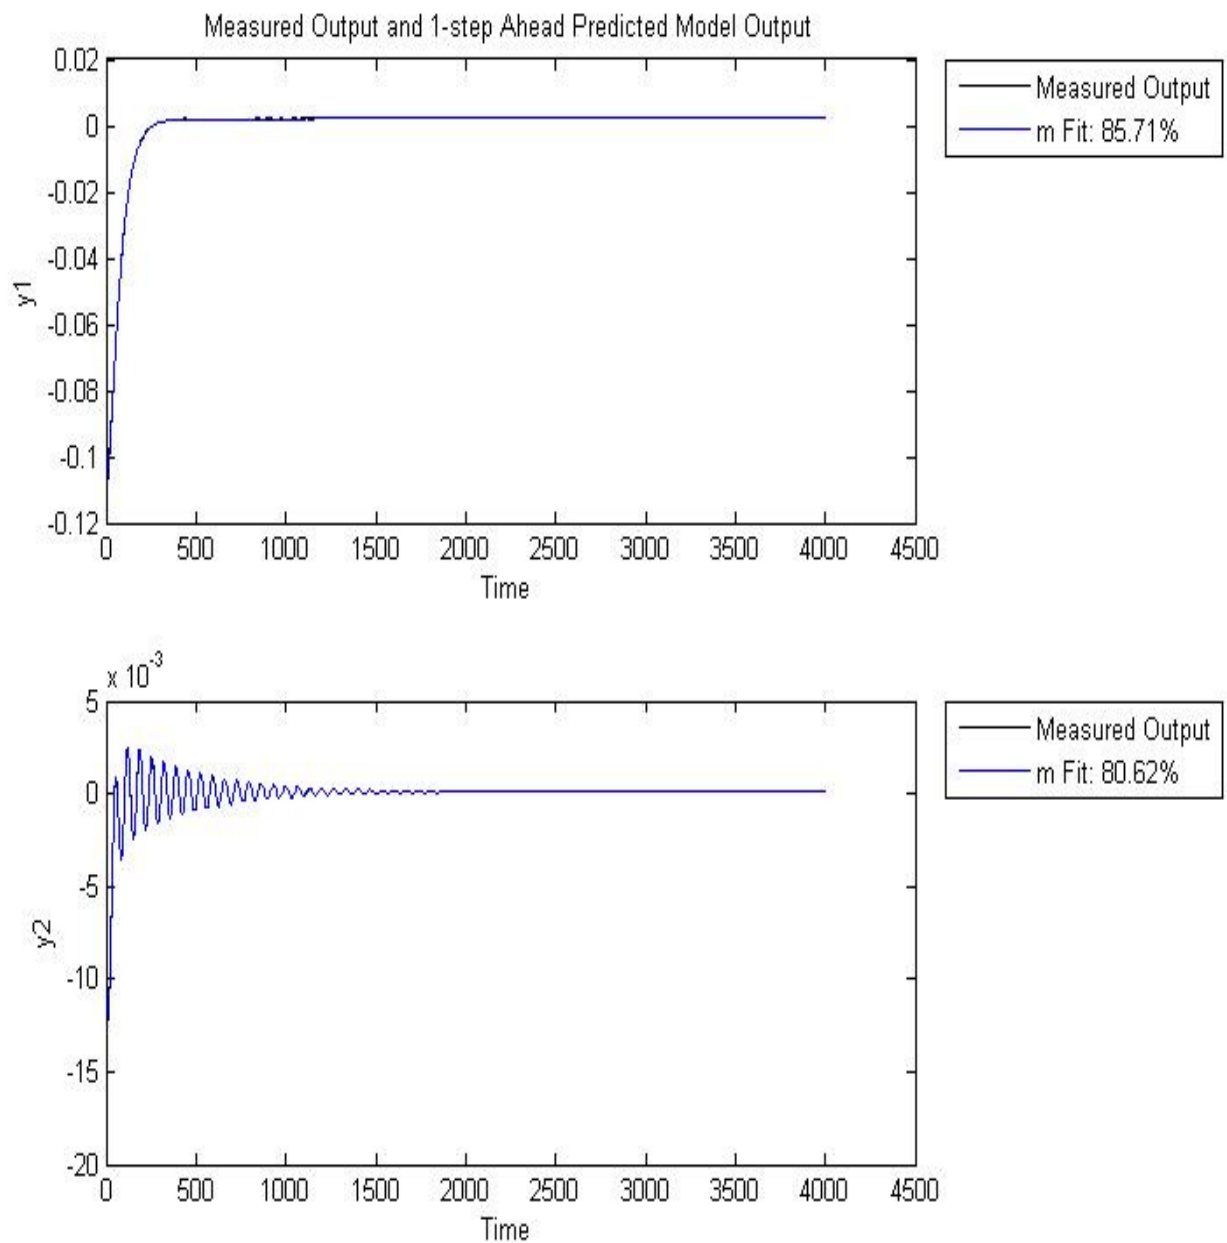 Measured Output and 1-step Ahead Predicted Model Output
0.02
0
-0.02
-0.04
-0.06
-0.08
-0.1
-0.12
y1
0 500 1000 1500 2000 2500 3000 3500 4000 4500
Time
Measured Output
m Fit: 85.71%
x 10^-3
5
0
-5
-10
-15
-20
y2
0 500 1000 1500 2000 2500 3000 3500 4000 4500
Time
Measured Output
m Fit: 80.62%